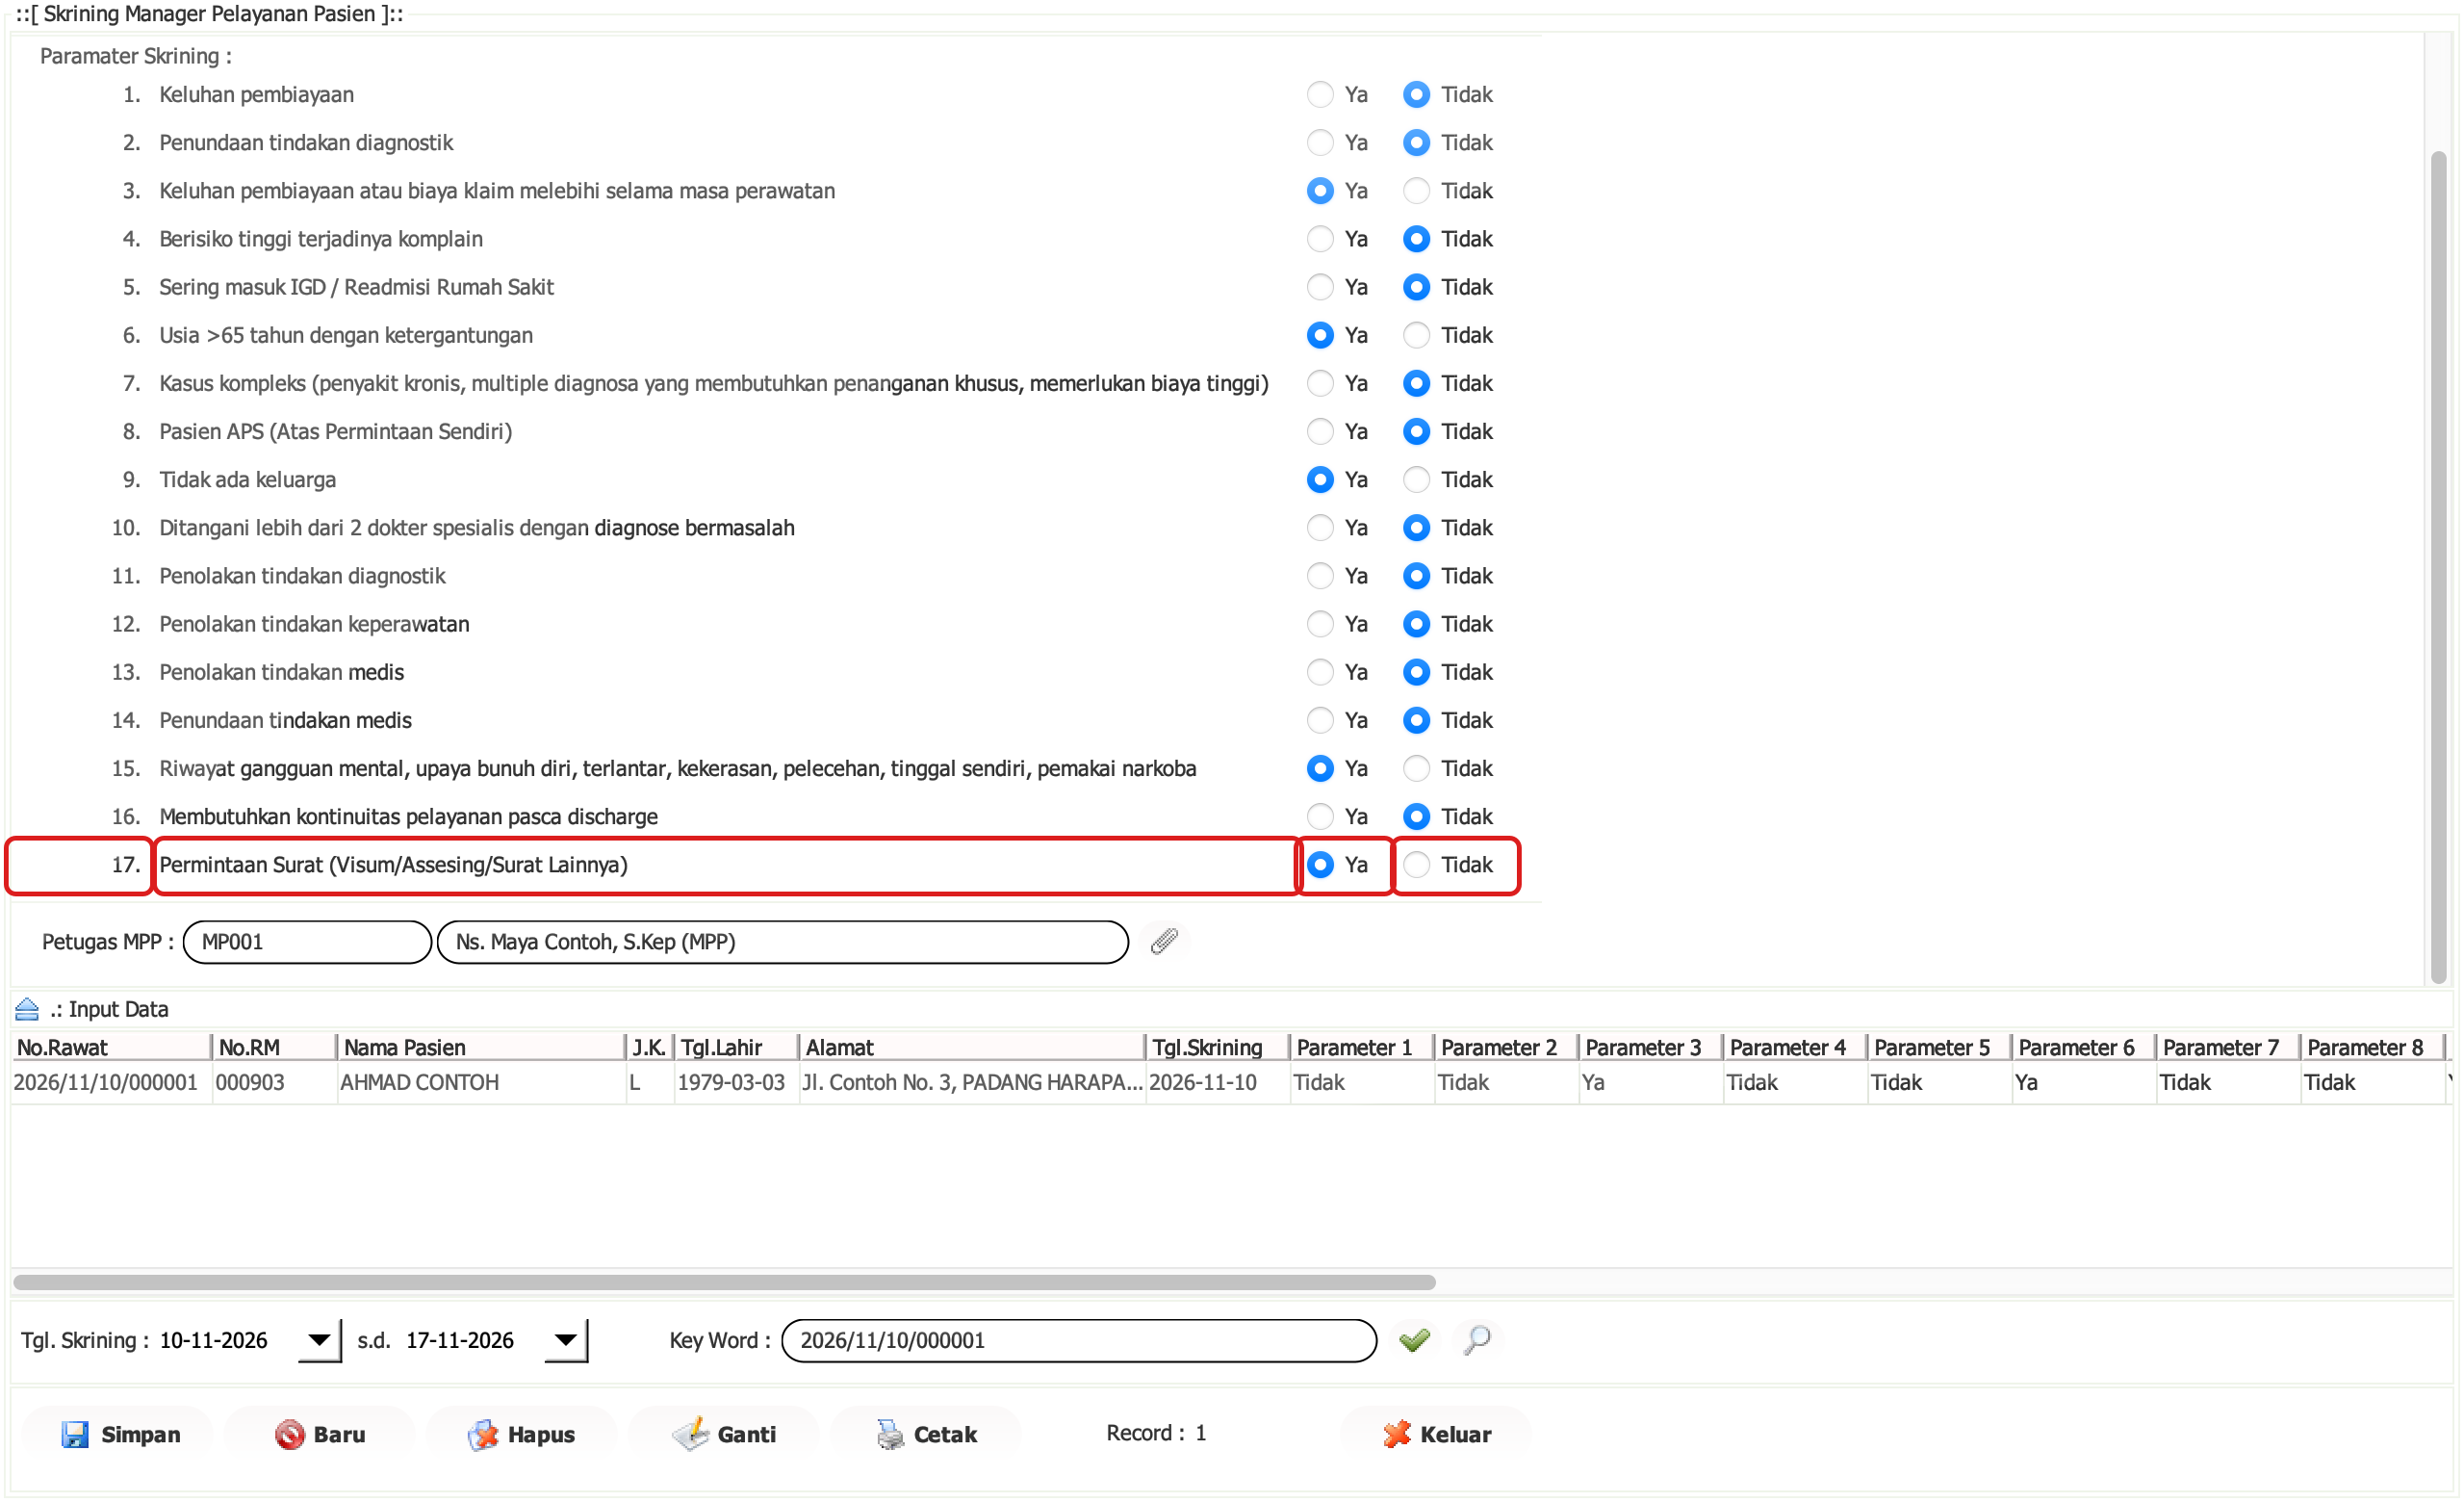 ::[ Skrining Manager Pelayanan Pasien ]::
Paramater Skrining :
1. Keluhan pembiayaan Ya Tidak
2. Penundaan tindakan diagnostik Ya Tidak
3. Keluhan pembiayaan atau biaya klaim melebihi selama masa perawatan Ya Tidak
4. Berisiko tinggi terjadinya komplain Ya Tidak
5. Sering masuk IGD / Readmisi Rumah Sakit Ya Tidak
6. Usia >65 tahun dengan ketergantungan Ya Tidak
7. Kasus kompleks (penyakit kronis, multiple diagnosa yang membutuhkan penanganan khusus, memerlukan biaya tinggi) Ya Tidak
8. Pasien APS (Atas Permintaan Sendiri) Ya Tidak
9. Tidak ada keluarga Ya Tidak
10. Ditangani lebih dari 2 dokter spesialis dengan diagnose bermasalah Ya Tidak
11. Penolakan tindakan diagnostik Ya Tidak
12. Penolakan tindakan keperawatan Ya Tidak
13. Penolakan tindakan medis Ya Tidak
14. Penundaan tindakan medis Ya Tidak
15. Riwayat gangguan mental, upaya bunuh diri, terlantar, kekerasan, pelecehan, tinggal sendiri, pemakai narkoba Ya Tidak
16. Membutuhkan kontinuitas pelayanan pasca discharge Ya Tidak
17. Permintaan Surat (Visum/Assesing/Surat Lainnya) Ya Tidak
Petugas MPP : MP001 Ns. Maya Contoh, S.Kep (MPP)
.: Input Data
No.Rawat No.RM Nama Pasien J.K. Tgl.Lahir Alamat Tgl.Skrining Parameter 1 Parameter 2 Parameter 3 Parameter 4 Parameter 5 Parameter 6 Parameter 7 Parameter 8
2026/11/10/000001 000903 AHMAD CONTOH L 1979-03-03 Jl. Contoh No. 3, PADANG HARAPA... 2026-11-10 Tidak Tidak Ya Tidak Tidak Ya Tidak Tidak
Tgl. Skrining : 10-11-2026 s.d. 17-11-2026 Key Word : 2026/11/10/000001
Simpan Baru Hapus Ganti Cetak Record : 1 Keluar